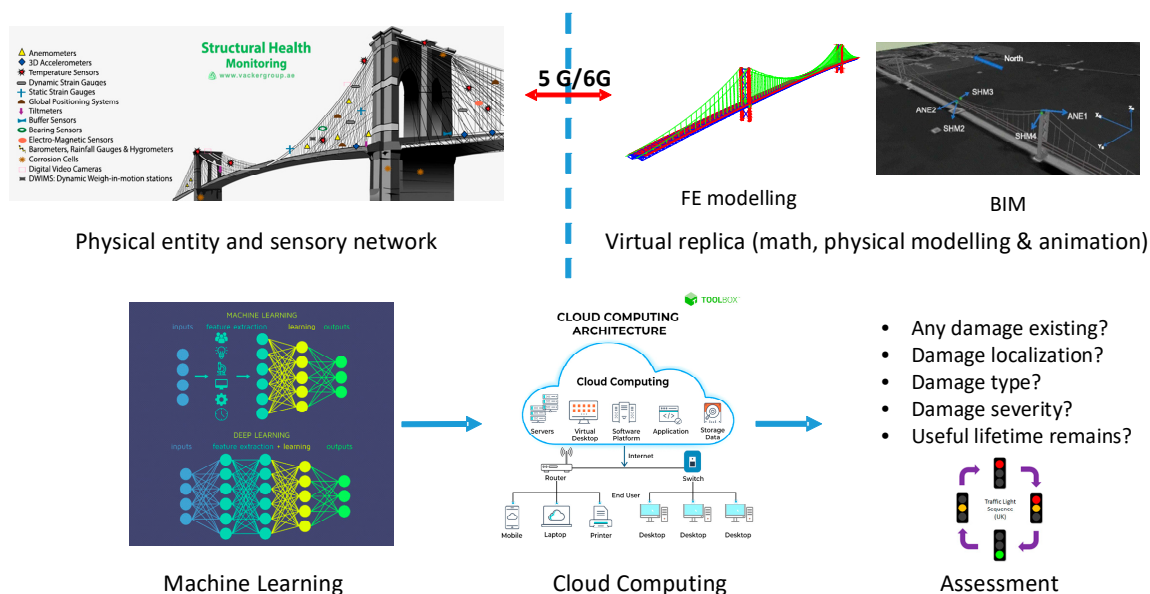 Structural Health
Monitoring
www.vackergroup.ae
Anemometers
3D Accelerometers
Temperature Sensors
Dynamic Strain Gauges
Static Strain Gauges
Global Positioning Systems
Tiltmeters
Buffer Sensors
Bearing Sensors
Electro-Magnetic Sensors
Barometers, Rainfall Gauges & Hygrometers
Corrosion Cells
Digital Video Cameras
DWIMS: Dynamic Weigh-in-motion stations
Physical entity and sensory network
5 G/6G
FE modelling
North
SHM3
ANE2
ANE1
SHM2
SHM4
BIM
Virtual replica (math, physical modelling & animation)
MACHINE LEARNING
inputs feature extraction learning outputs
DEEP LEARNING
inputs feature extraction + learning outputs
Machine Learning
TOOLBOX
CLOUD COMPUTING
ARCHITECTURE
Cloud Computing
Servers
Virtual
Desktop
Software
Platform
Application
Storage
Data
Internet
Router
Switch
End User
Mobile
Laptop
Printer
Desktop
Desktop
Desktop
Cloud Computing
• Any damage existing?
• Damage localization?
• Damage type?
• Damage severity?
• Useful lifetime remains?
Traffic Light
Sequence
(UK)
Assessment